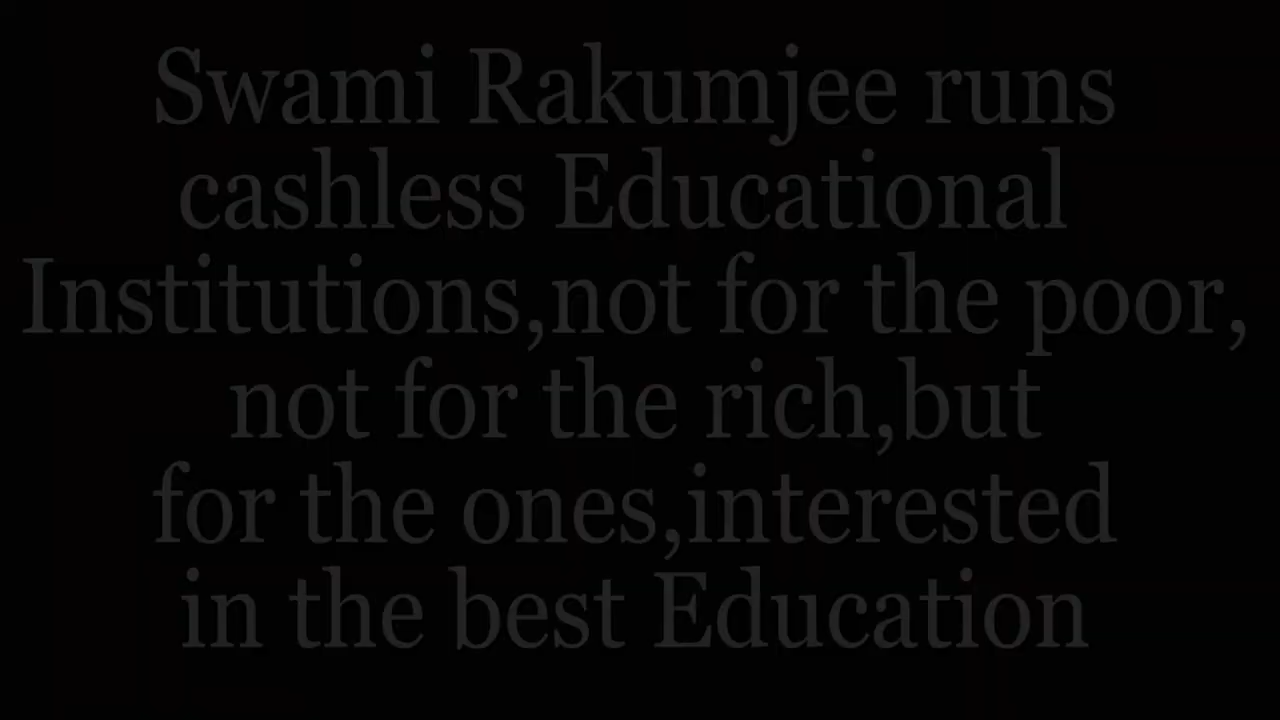 Swami Rakumjee runs
cashless Educational
Institutions,not for the poor,
not for the rich,but
for the ones,interested
in the best Education